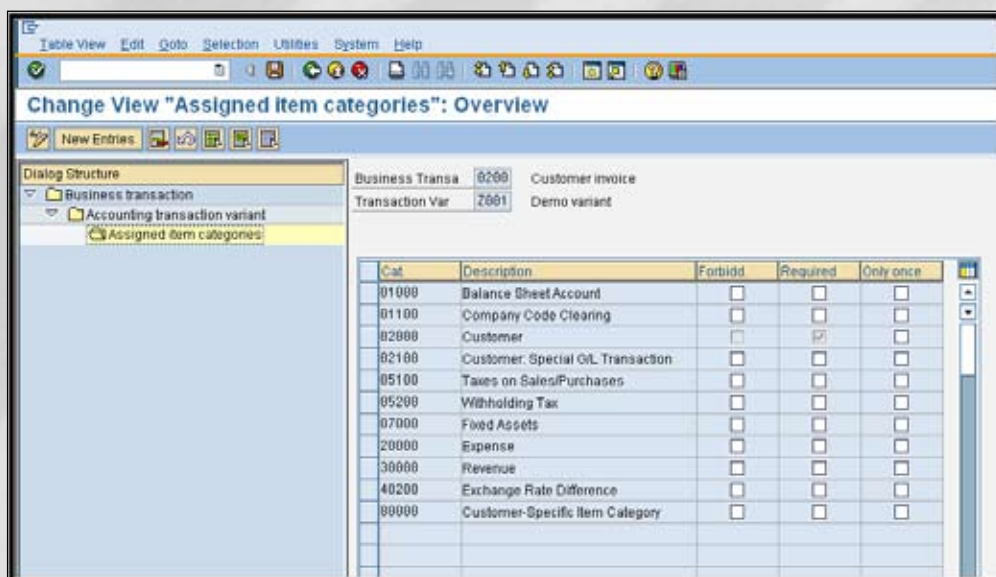 Table View Edit Goto Selection Utilities System Help
Change View "Assigned item categories": Overview
New Entries
Dialog Structure
Business transaction
Accounting transaction variant
Assigned item categories
Business Transa 0200 Customer invoice
Transaction Var Z001 Demo variant
Cat Description Forbidd Required Only once
01000 Balance Sheet Account
01100 Company Code Clearing
02000 Customer
02100 Customer: Special G/L Transaction
05100 Taxes on Sales/Purchases
05200 Withholding Tax
07000 Fixed Assets
20000 Expense
30000 Revenue
40200 Exchange Rate Difference
80000 Customer-Specific Item Category